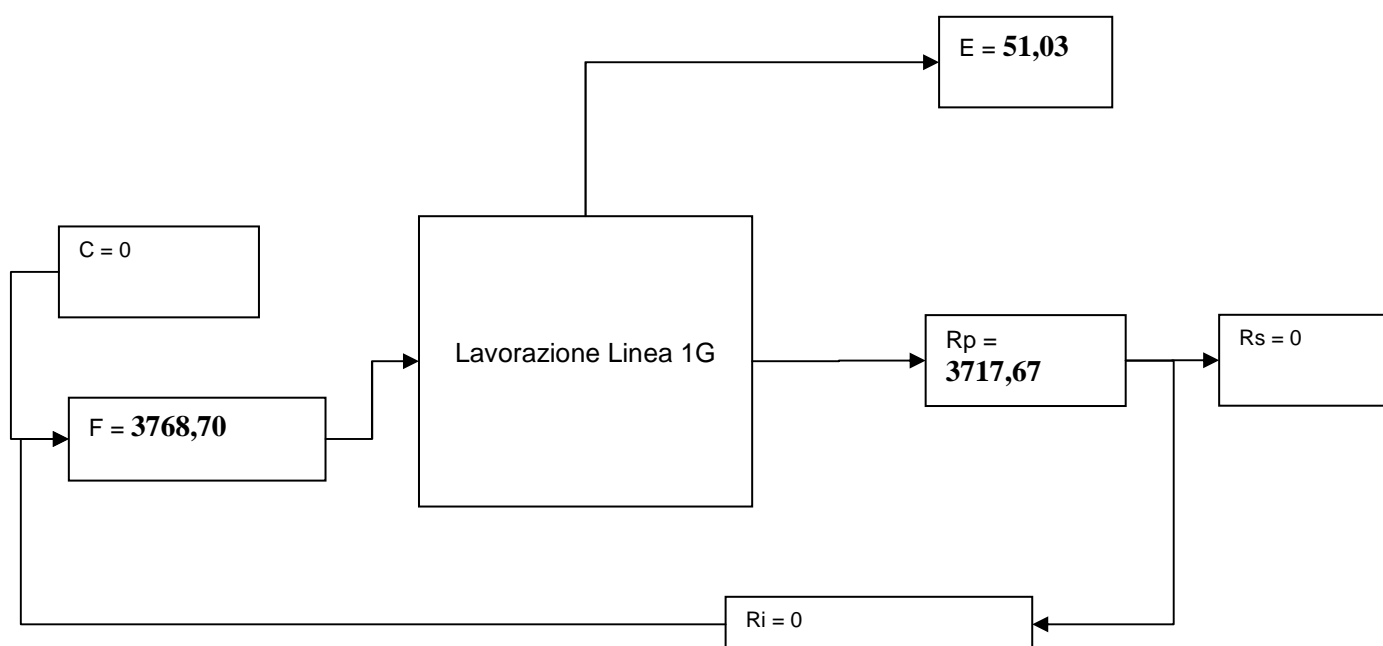 E = 51,03
C = 0
Lavorazione Linea 1G
Rp =
3717,67
Rs = 0
F = 3768,70
Ri = 0